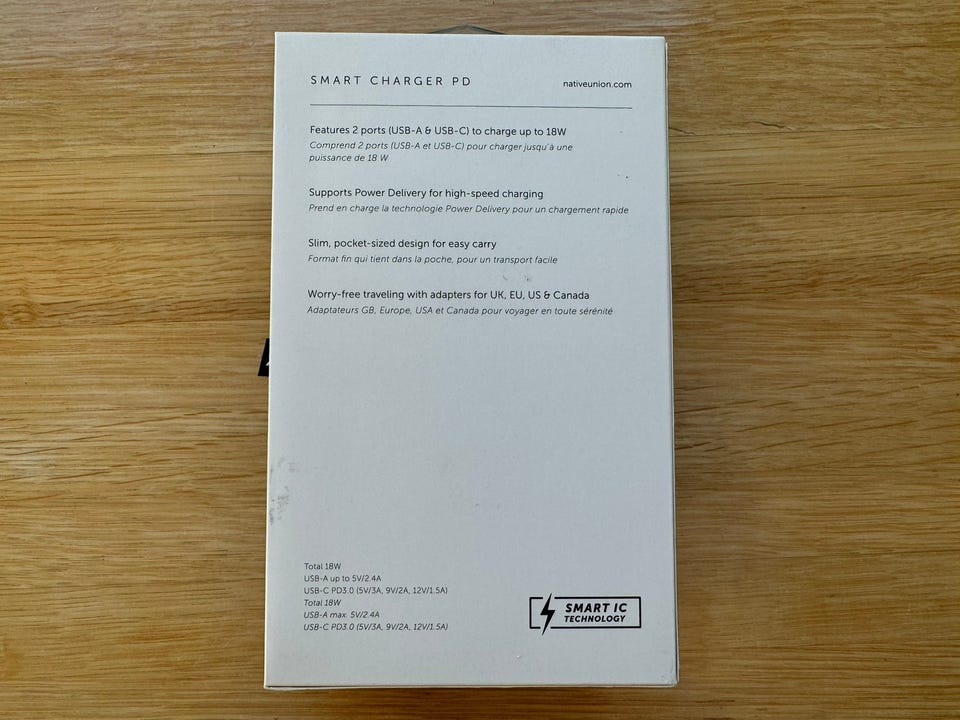 SMART CHARGER PD
nativeunion.com
Features 2 ports (USB-A & USB-C) to charge up to 18W
Comprend 2 ports (USB-A et USB-C) pour charger jusqu'à une
puissance de 18 W
Supports Power Delivery for high-speed charging
Prend en charge la technologie Power Delivery pour un chargement rapide
Slim, pocket-sized design for easy carry
Format fin qui tient dans la poche, pour un transport facile
Worry-free traveling with adapters for UK, EU, US & Canada
Adaptateurs GB, Europe, USA et Canada pour voyager en toute sérénité
Total 18W
USB-A up to 5V/2.4A
USB-C PD3.0 (5V/3A, 9V/2A, 12V/1.5A)
Total 18W
USB-A max. 5V/2.4A
USB-C PD3.0 (5V/3A, 9V/2A, 12V/1.5A)
SMART IC
TECHNOLOGY